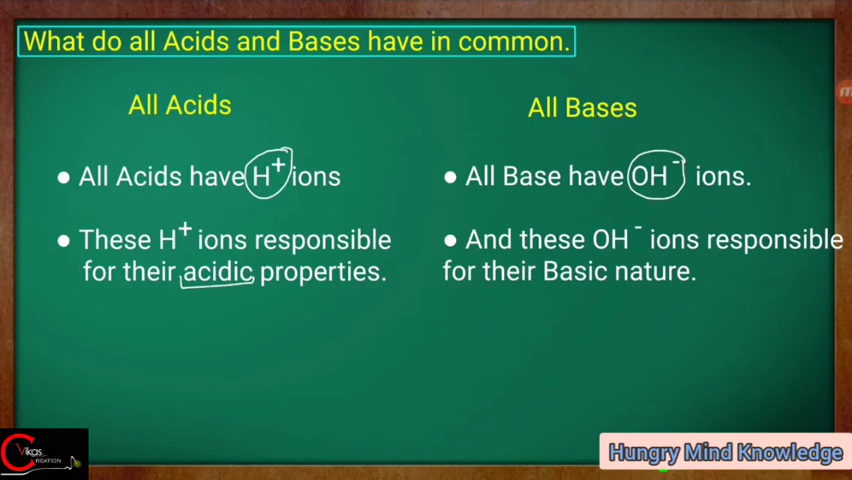 What do all Acids and Bases have in common.
All Acids
● All Acids have H⁺ ions
● These H⁺ ions responsible
for their acidic properties.
All Bases
● All Base have OH⁻ ions.
● And these OH⁻ ions responsible
for their Basic nature.
Vikas
CREATION
Hungry Mind Knowledge